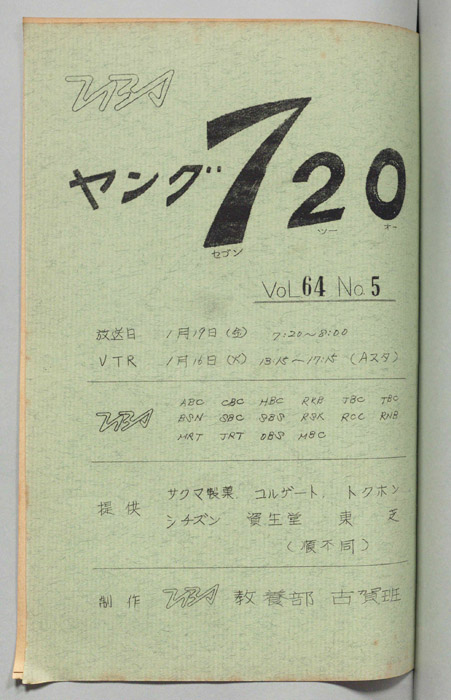 TBS
ヤング720
セブン ツー オー
VoL 64 No. 5
放送日 1月19日(金) 7:20〜8:00
VTR 1月16日(火) 13:15〜17:15 (Aスタ)
ABC CBC HBC RKB JBC TBC
TBS BSN SBC SBS RSK RCC RNB
MRT JRT OBS MBC
サクマ製菓. コルゲート. トクホン
提供 シチズン 資生堂 東芝
(順不同)
制作 TBS 教養部 古賀班